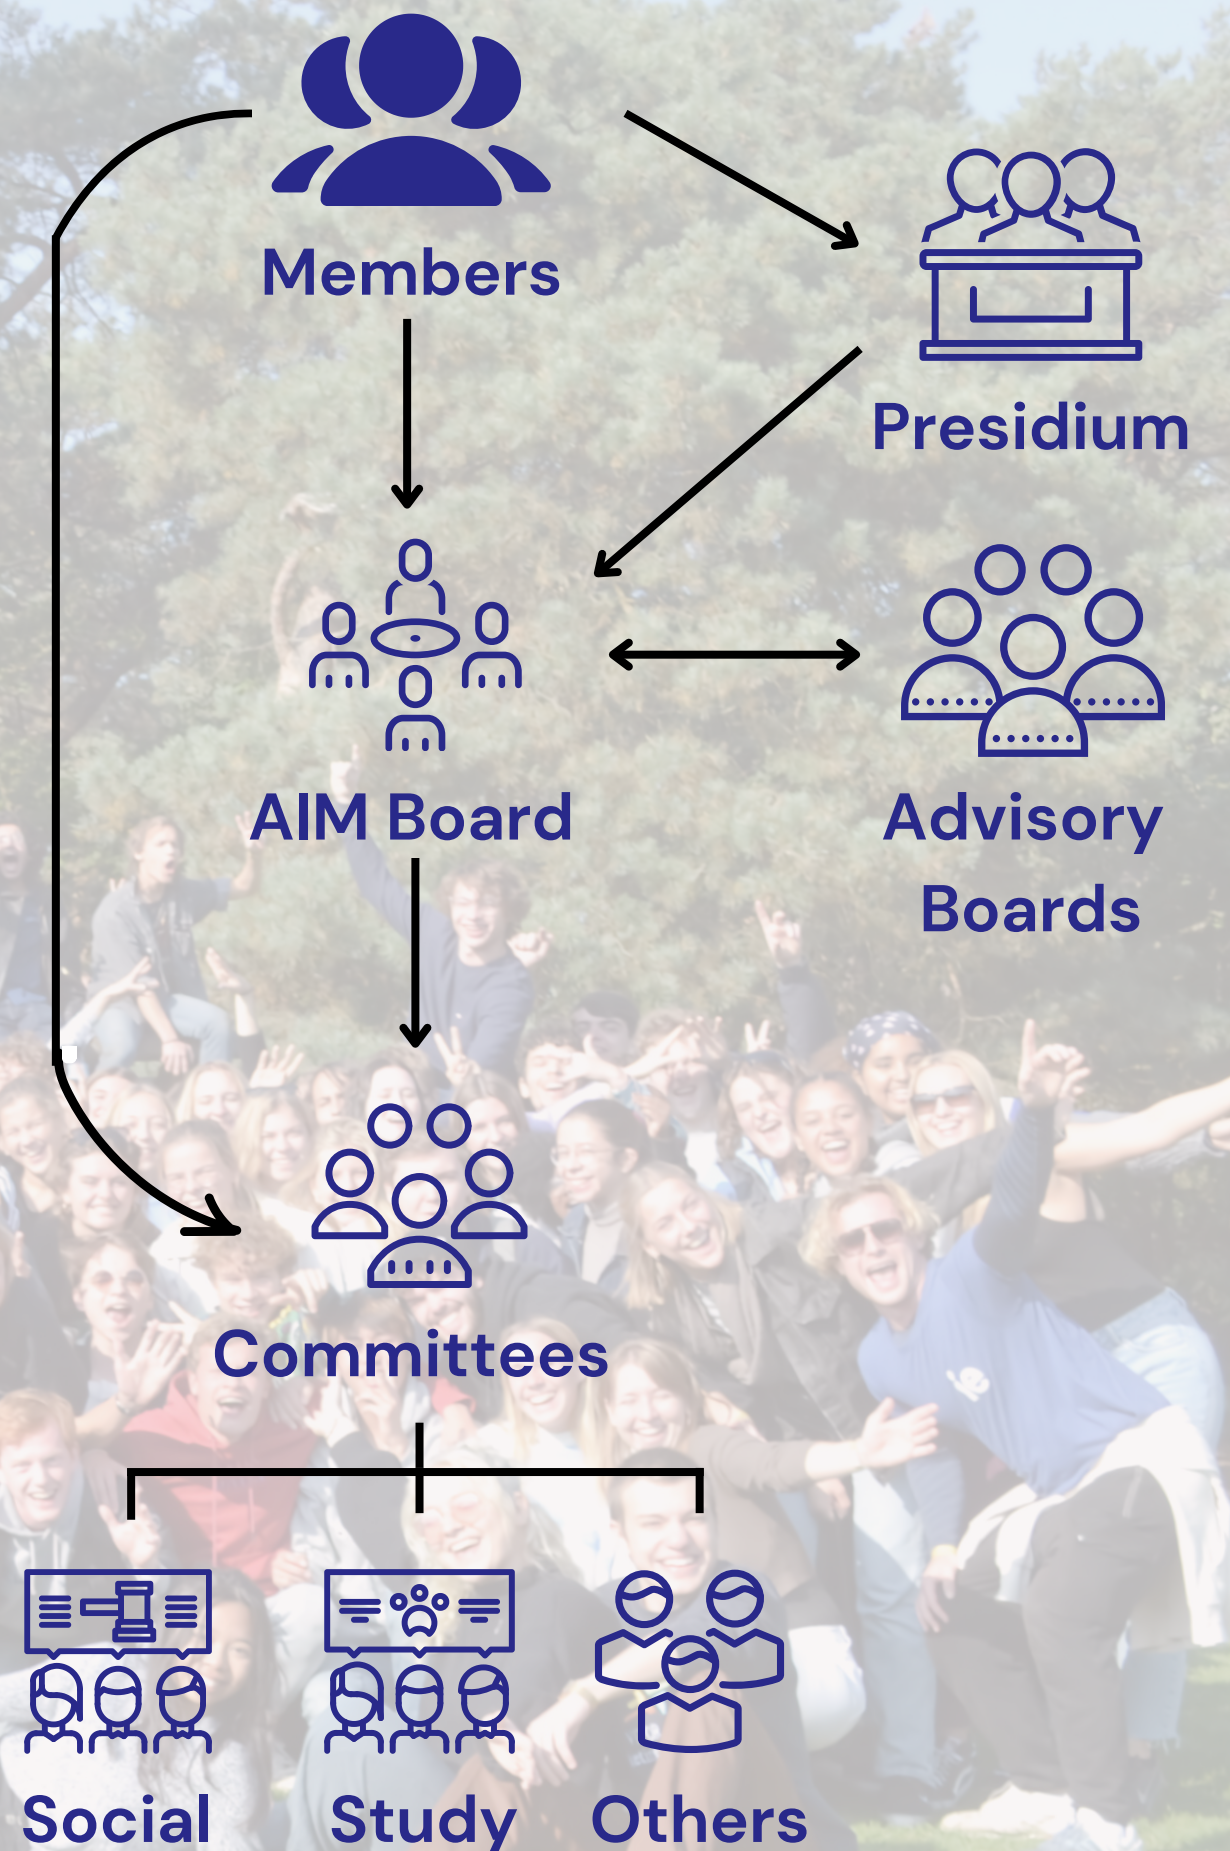 Members
Presidium
AIM Board
Advisory
Boards
Committees
Social
Study
Others